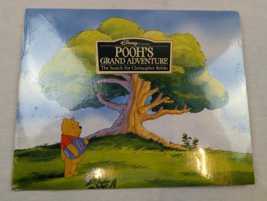 Disney
POOH'S
GRAND ADVENTURE
The Search For Christopher Robin